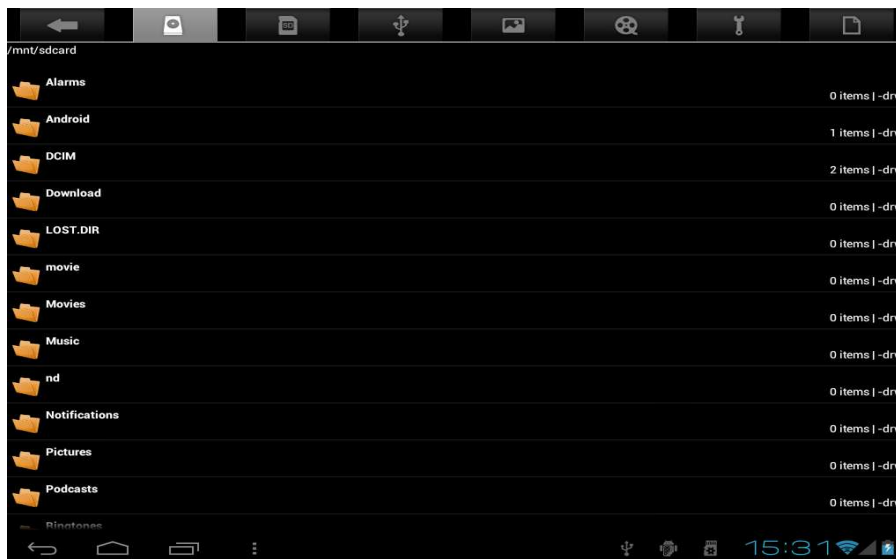 SD
/mnt/sdcard
Alarms
0 items | -dr
Android
1 items | -dr
DCIM
2 items | -dr
Download
0 items | -dr
LOST.DIR
0 items | -dr
movie
0 items | -dr
Movies
0 items | -dr
Music
0 items | -dr
nd
0 items | -dr
Notifications
0 items | -dr
Pictures
0 items | -dr
Podcasts
0 items | -dr
Ringtones
15:31